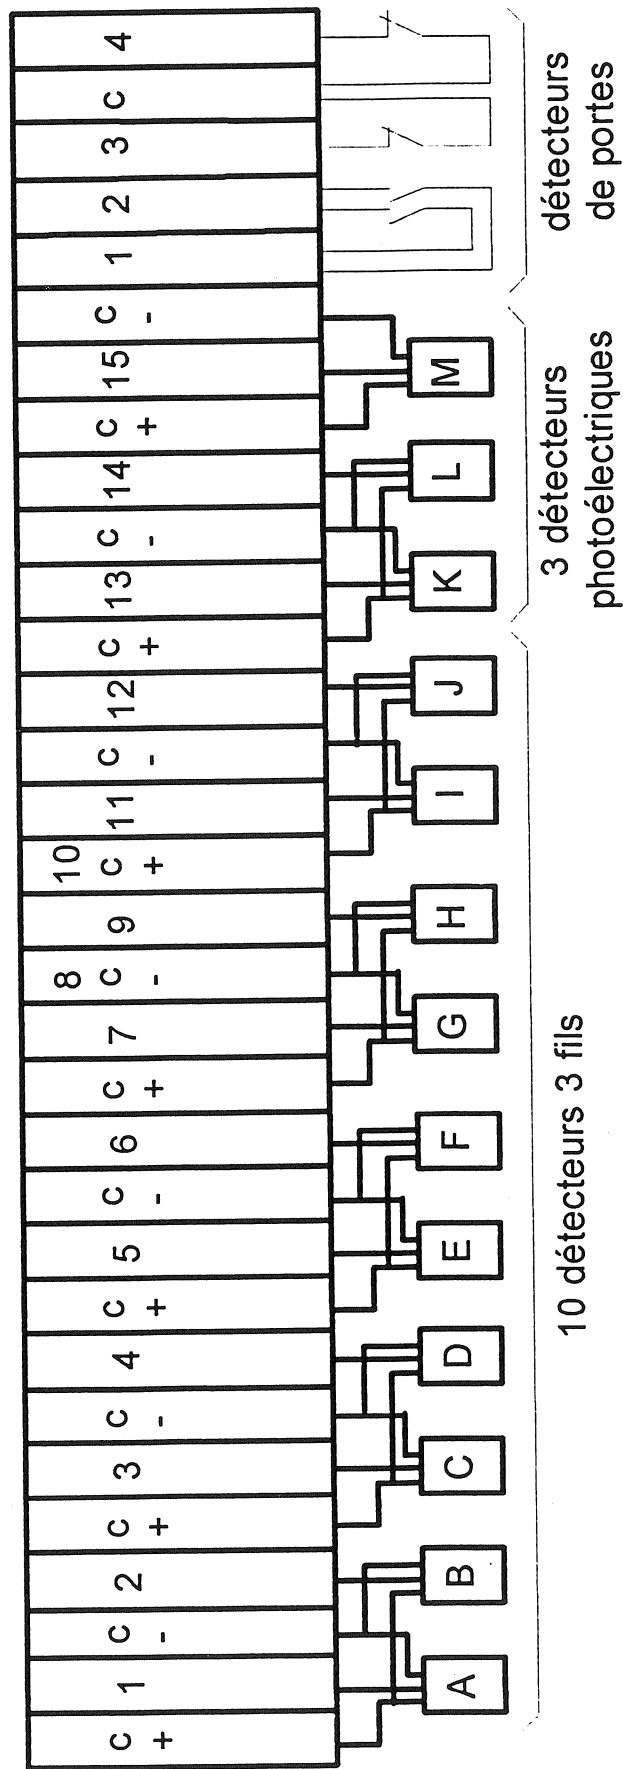 8 10
C 1 C 2 C 3 C 4 C 5 C 6 C 7 C 9 C 11 C 12 C 13 C 14 C 15 C 1 2 3 C 4
+ - + - + - + - + - + - + -
A B C D E F G H I J K L M
10 détecteurs 3 fils
3 détecteurs
photoélectriques
détecteurs
de portes